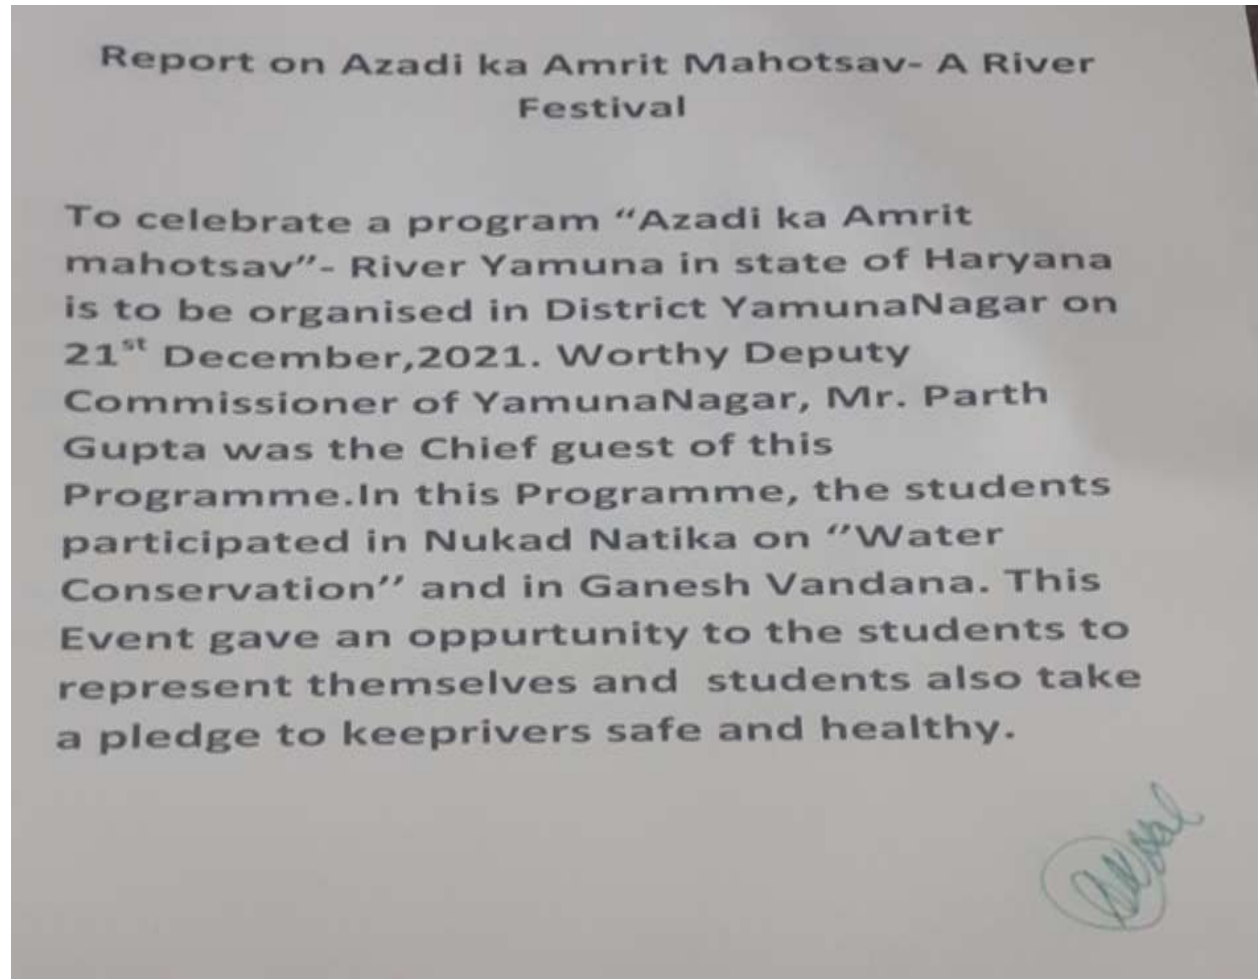 Report on Azadi ka Amrit Mahotsav- A River
Festival
To celebrate a program “Azadi ka Amrit
mahotsav”- River Yamuna in state of Haryana
is to be organised in District YamunaNagar on
21st December,2021. Worthy Deputy
Commissioner of YamunaNagar, Mr. Parth
Gupta was the Chief guest of this
Programme.In this Programme, the students
participated in Nukad Natika on ‘’Water
Conservation’’ and in Ganesh Vandana. This
Event gave an oppurtunity to the students to
represent themselves and  students also take
a pledge to keeprivers safe and healthy.